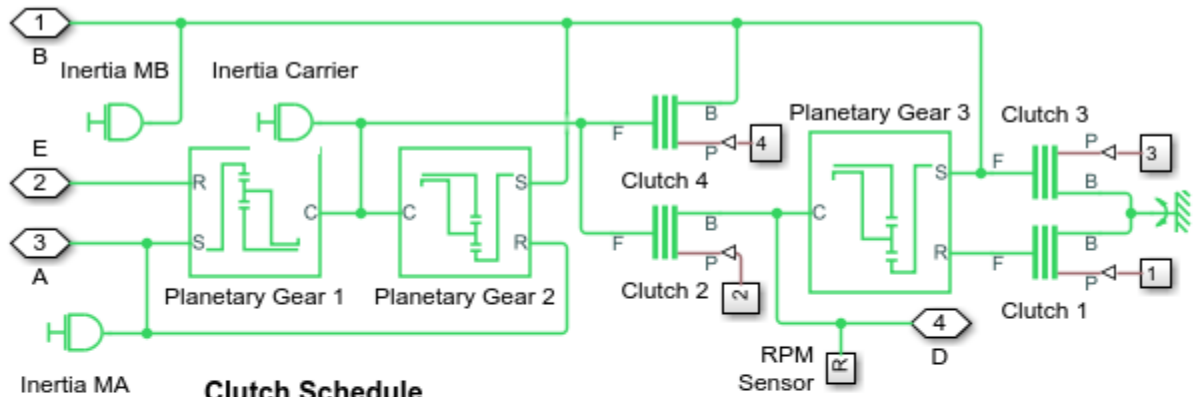 1
B
Inertia MB
Inertia Carrier
E
2
3
A
Inertia MA
R
S
C
Planetary Gear 1
C
S
R
Planetary Gear 2
F
B
P
4
Clutch 4
F
B
P
2
Clutch 2
Planetary Gear 3
C
S
R
Clutch 3
F
P
3
B
F
B
P
1
Clutch 1
RPM
Sensor
R
4
D
Clutch Schedule